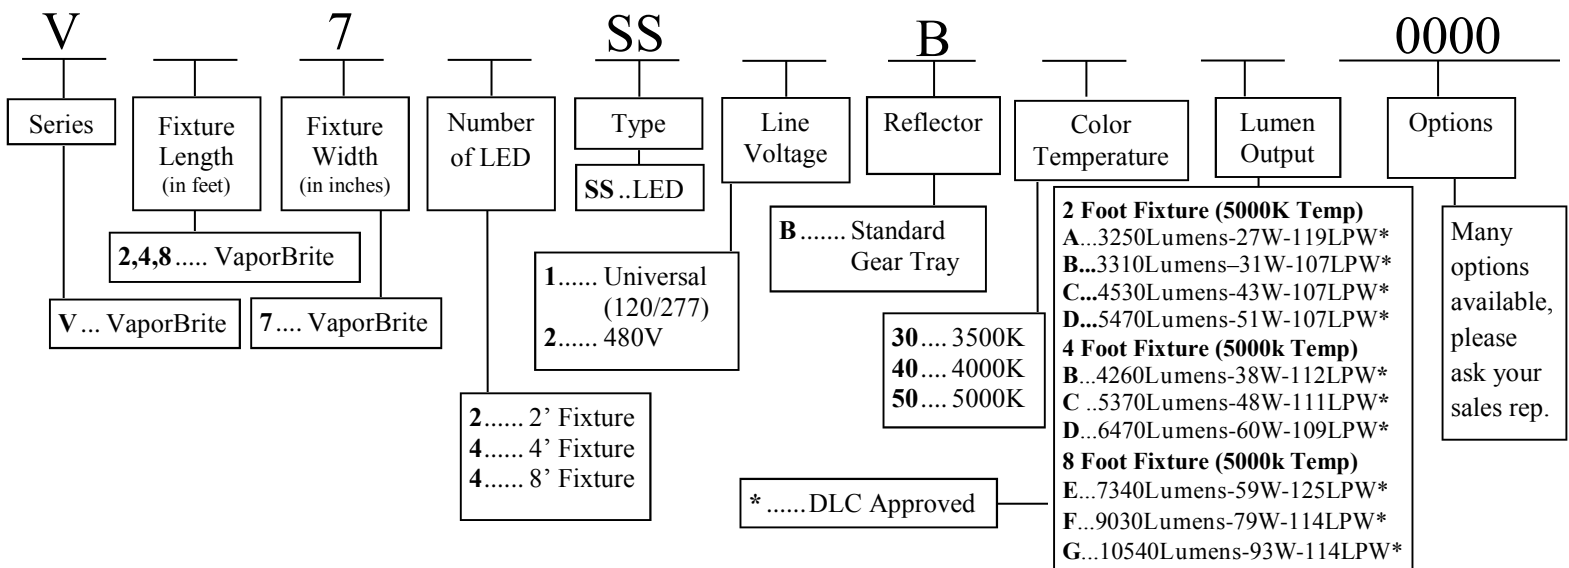 V 7 SS B 0000
Series
Fixture
Length
(in feet)
Fixture
Width
(in inches)
Number
of LED
Type
Line
Voltage
Reflector
Color
Temperature
Lumen
Output
Options
SS..LED
2,4,8..... VaporBrite
V... VaporBrite
7.... VaporBrite
1...... Universal
(120/277)
2...... 480V
B....... Standard
Gear Tray
30.... 3500K
40.... 4000K
50.... 5000K
2...... 2’ Fixture
4...... 4’ Fixture
4...... 8’ Fixture
2 Foot Fixture (5000K Temp)
A...3250Lumens-27W-119LPW*
B...3310Lumens–31W-107LPW*
C...4530Lumens-43W-107LPW*
D...5470Lumens-51W-107LPW*
4 Foot Fixture (5000k Temp)
B...4260Lumens-38W-112LPW*
C ..5370Lumens-48W-111LPW*
D...6470Lumens-60W-109LPW*
8 Foot Fixture (5000k Temp)
E...7340Lumens-59W-125LPW*
F...9030Lumens-79W-114LPW*
G...10540Lumens-93W-114LPW*
* ......DLC Approved
Many
options
available,
please
ask your
sales rep.